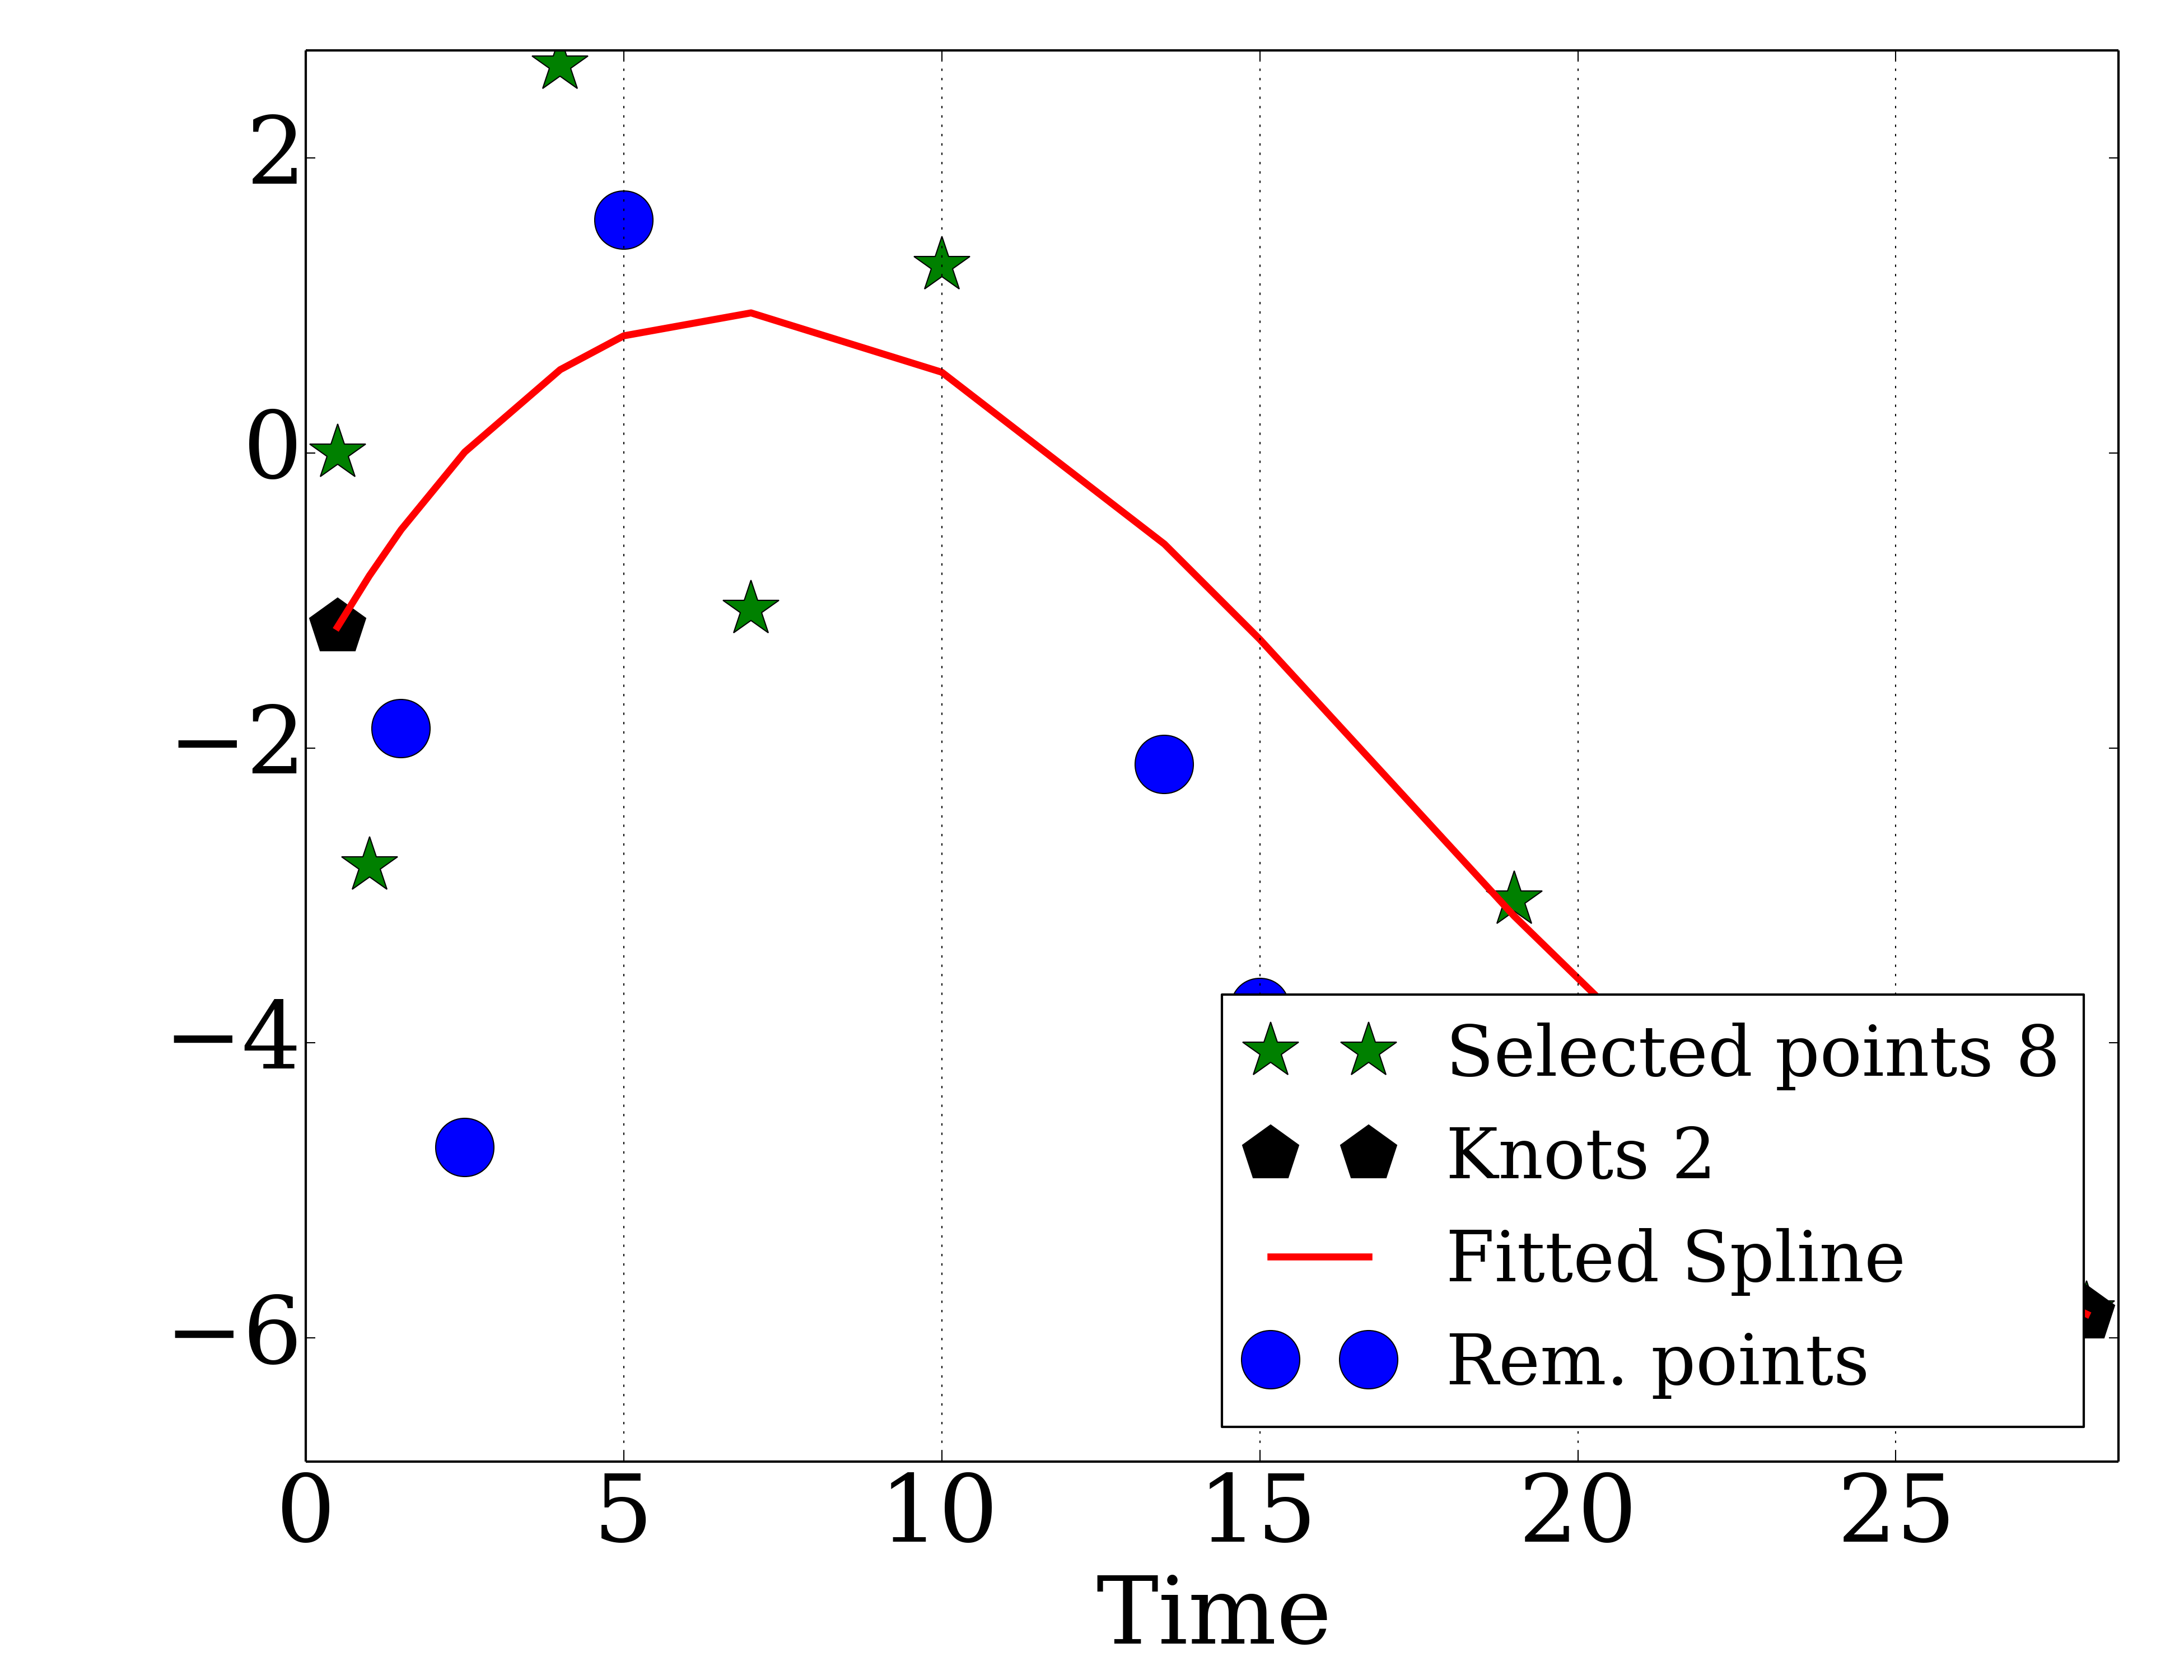 2
0
−2
−4
−6
0 5 10 15 20 25
Time
Selected points 8
Knots 2
Fitted Spline
Rem. points